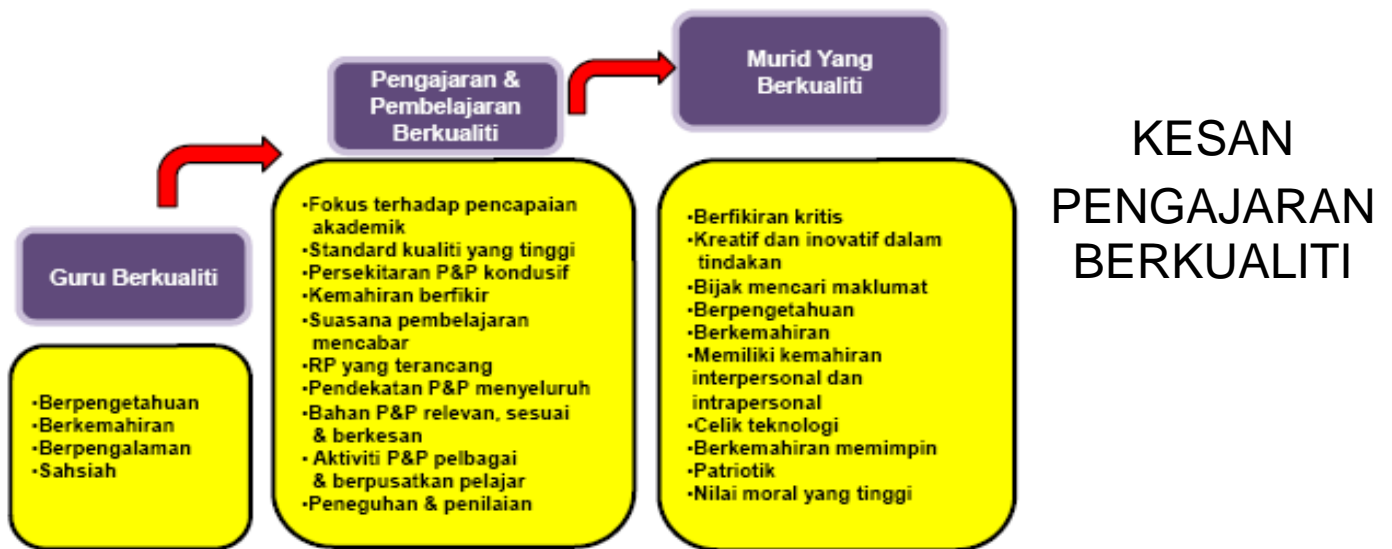 Guru Berkualiti
•Berpengetahuan
•Berkemahiran
•Berpengalaman
•Sahsiah
Pengajaran &
Pembelajaran
Berkualiti
•Fokus terhadap pencapaian
akademik
•Standard kualiti yang tinggi
•Persekitaran P&P kondusif
•Kemahiran berfikir
•Suasana pembelajaran
mencabar
•RP yang terancang
•Pendekatan P&P menyeluruh
•Bahan P&P relevan, sesuai
& berkesan
• Aktiviti P&P pelbagai
& berpusatkan pelajar
•Peneguhan & penilaian
Murid Yang
Berkualiti
•Berfikiran kritis
•Kreatif dan inovatif dalam
tindakan
•Bijak mencari maklumat
•Berpengetahuan
•Berkemahiran
•Memiliki kemahiran
interpersonal dan
intrapersonal
•Celik teknologi
•Berkemahiran memimpin
•Patriotik
•Nilai moral yang tinggi
KESAN
PENGAJARAN
BERKUALITI